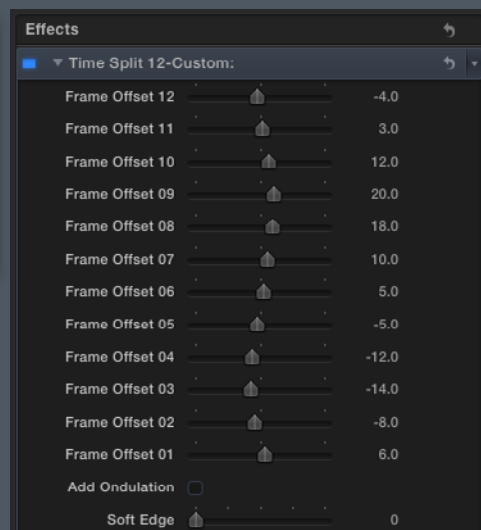 Effects
Time Split 12-Custom:
Frame Offset 12 -4.0
Frame Offset 11 3.0
Frame Offset 10 12.0
Frame Offset 09 20.0
Frame Offset 08 18.0
Frame Offset 07 10.0
Frame Offset 06 5.0
Frame Offset 05 -5.0
Frame Offset 04 -12.0
Frame Offset 03 -14.0
Frame Offset 02 -8.0
Frame Offset 01 6.0
Add Ondulation
Soft Edge 0